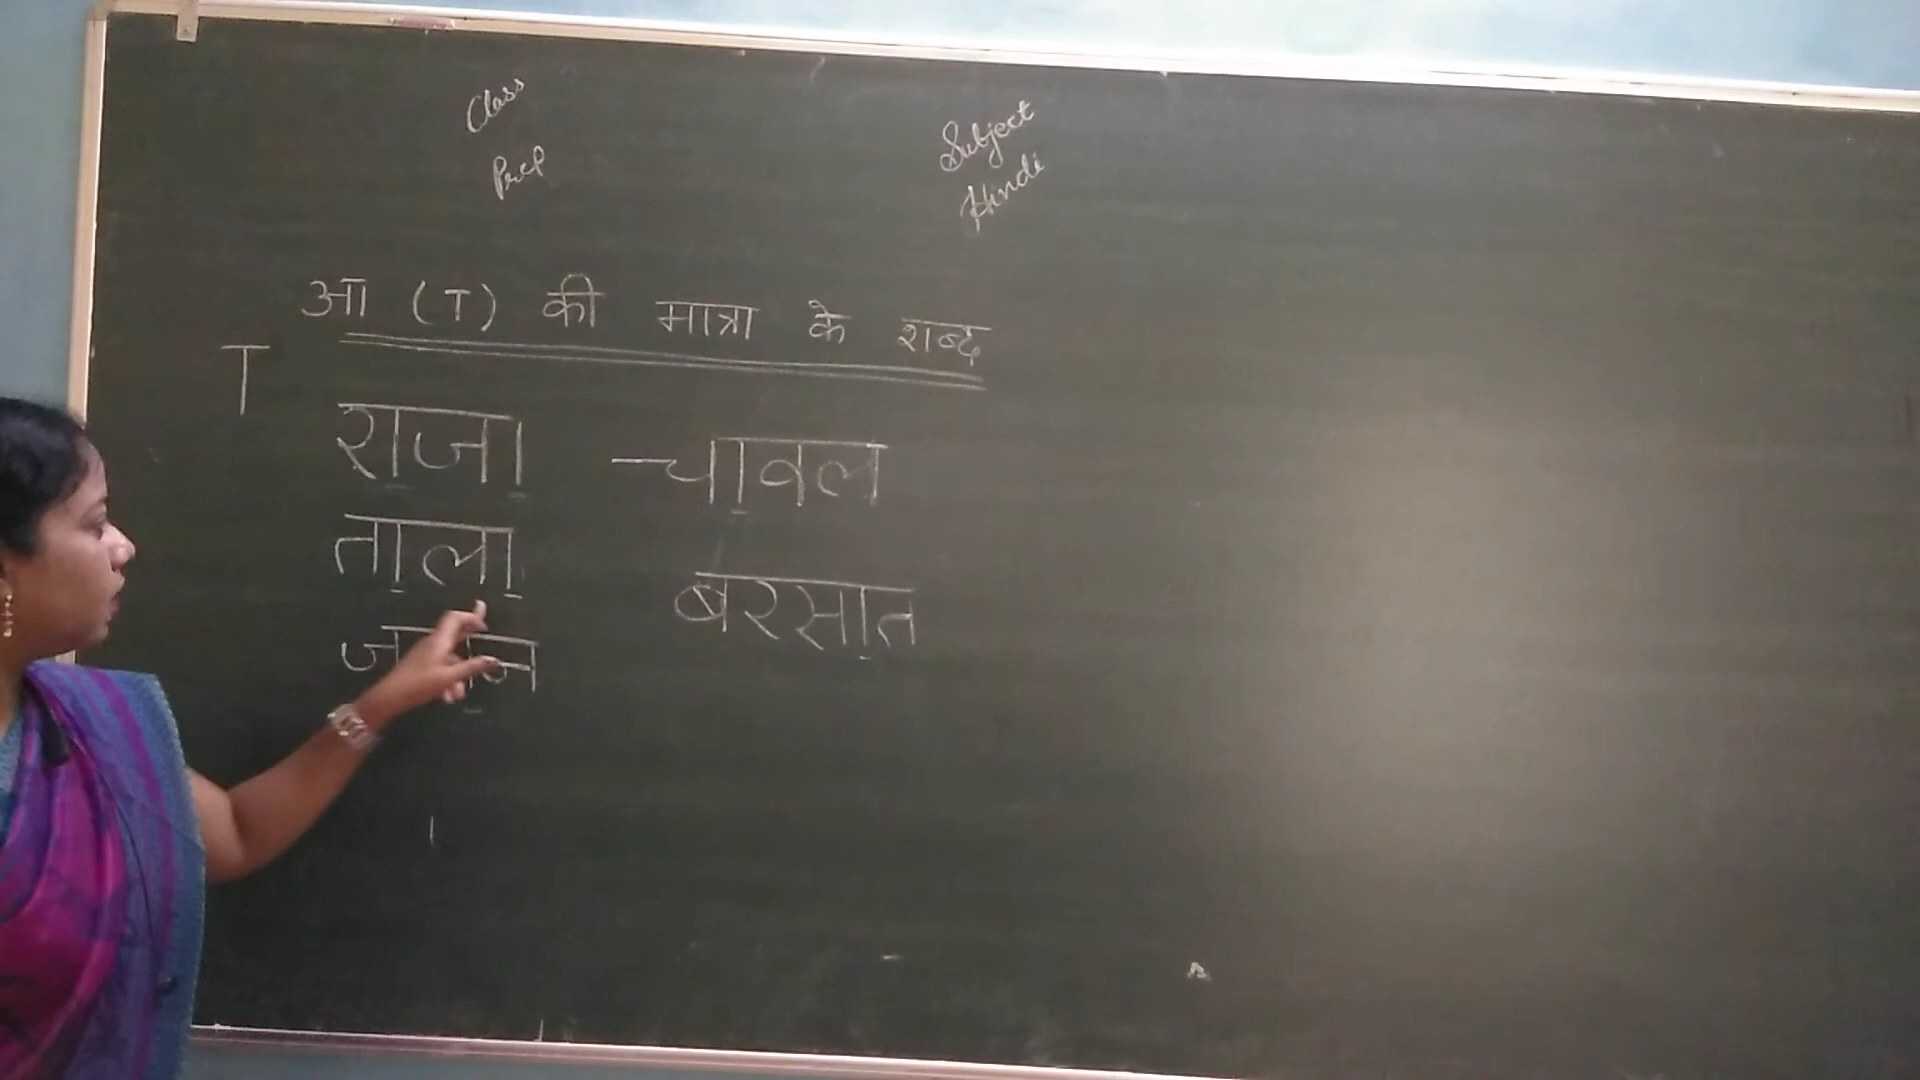 Class
Prep
Subject
Hindi
आ (ा) की मात्रा के शब्द
ा
राजा चावल
ताला बरसात